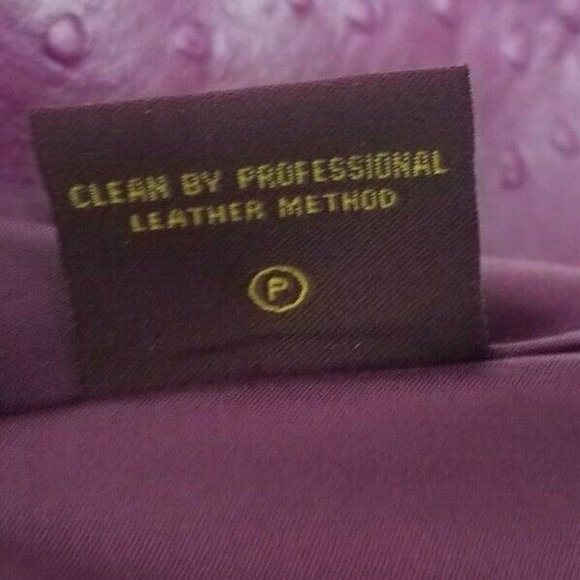 CLEAN BY PROFESSIONAL
LEATHER METHOD
P